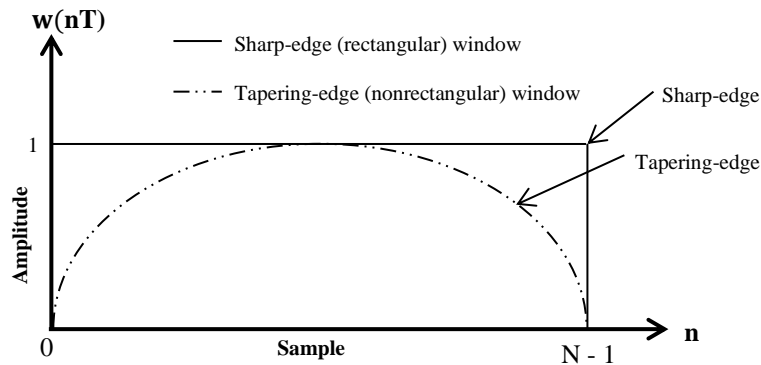 w(nT)
Sharp-edge (rectangular) window
Tapering-edge (nonrectangular) window
Sharp-edge
1
Tapering-edge
Amplitude
0
Sample
N - 1
n